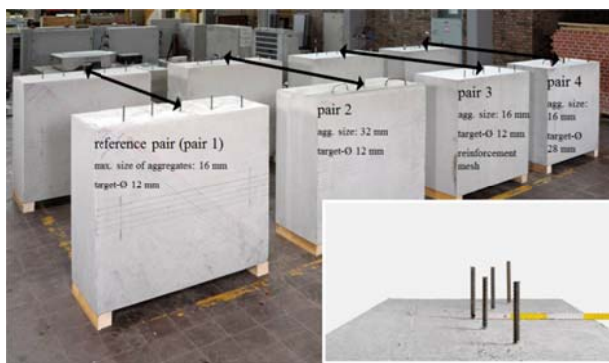 reference pair (pair 1)
max. size of aggregates: 16 mm
target-Ø 12 mm
pair 2
agg. size: 32 mm
target-Ø 12 mm
pair 3
agg. size: 16 mm
target-Ø 12 mm
reinforcement
mesh
pair 4
agg. size:
16 mm
target-Ø
28 mm